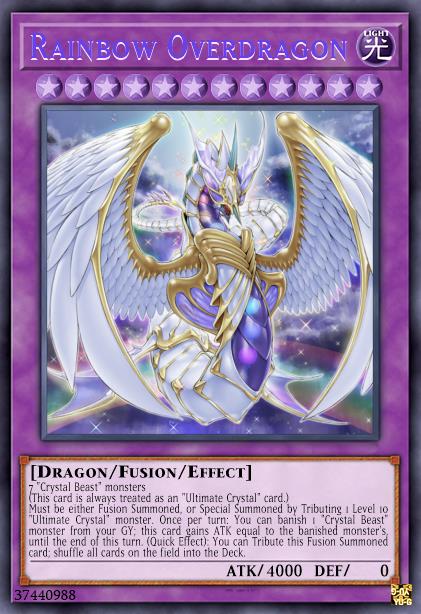 RAINBOW OVERDRAGON
LIGHT
光
[DRAGON/FUSION/EFFECT]
7 "Crystal Beast" monsters
(This card is always treated as an "Ultimate Crystal" card.)
Must be either Fusion Summoned, or Special Summoned by Tributing 1 Level 10
"Ultimate Crystal" monster. Once per turn: You can banish 1 "Crystal Beast"
monster from your GY; this card gains ATK equal to the banished monster's,
until the end of this turn. (Quick Effect): You can Tribute this Fusion Summoned
card; shuffle all cards on the field into the Deck.
ATK/4000 DEF/ 0
37440988